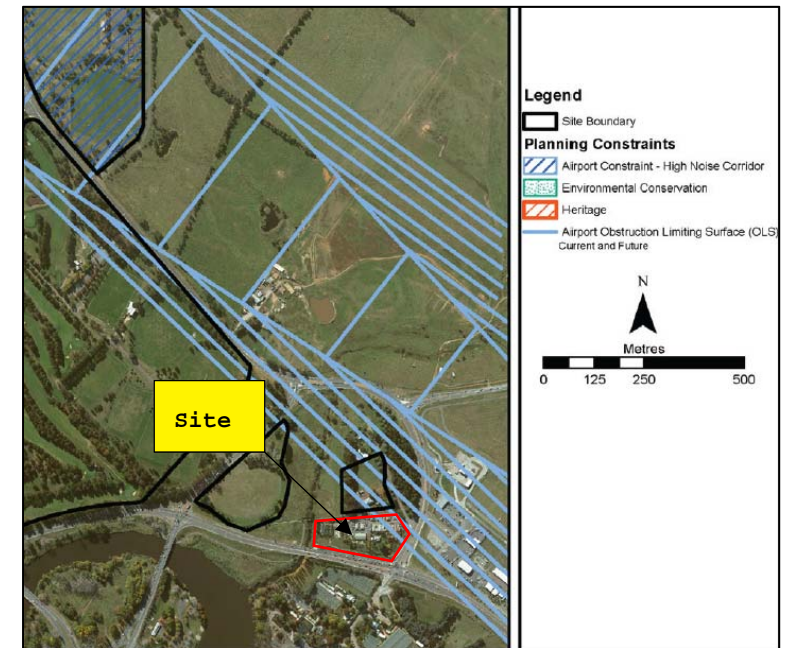 Site
Legend
Site Boundary
Planning Constraints
Airport Constraint - High Noise Corridor
Environmental Conservation
Heritage
Airport Obstruction Limiting Surface (OLS)
Current and Future
N
Metres
0 125 250 500